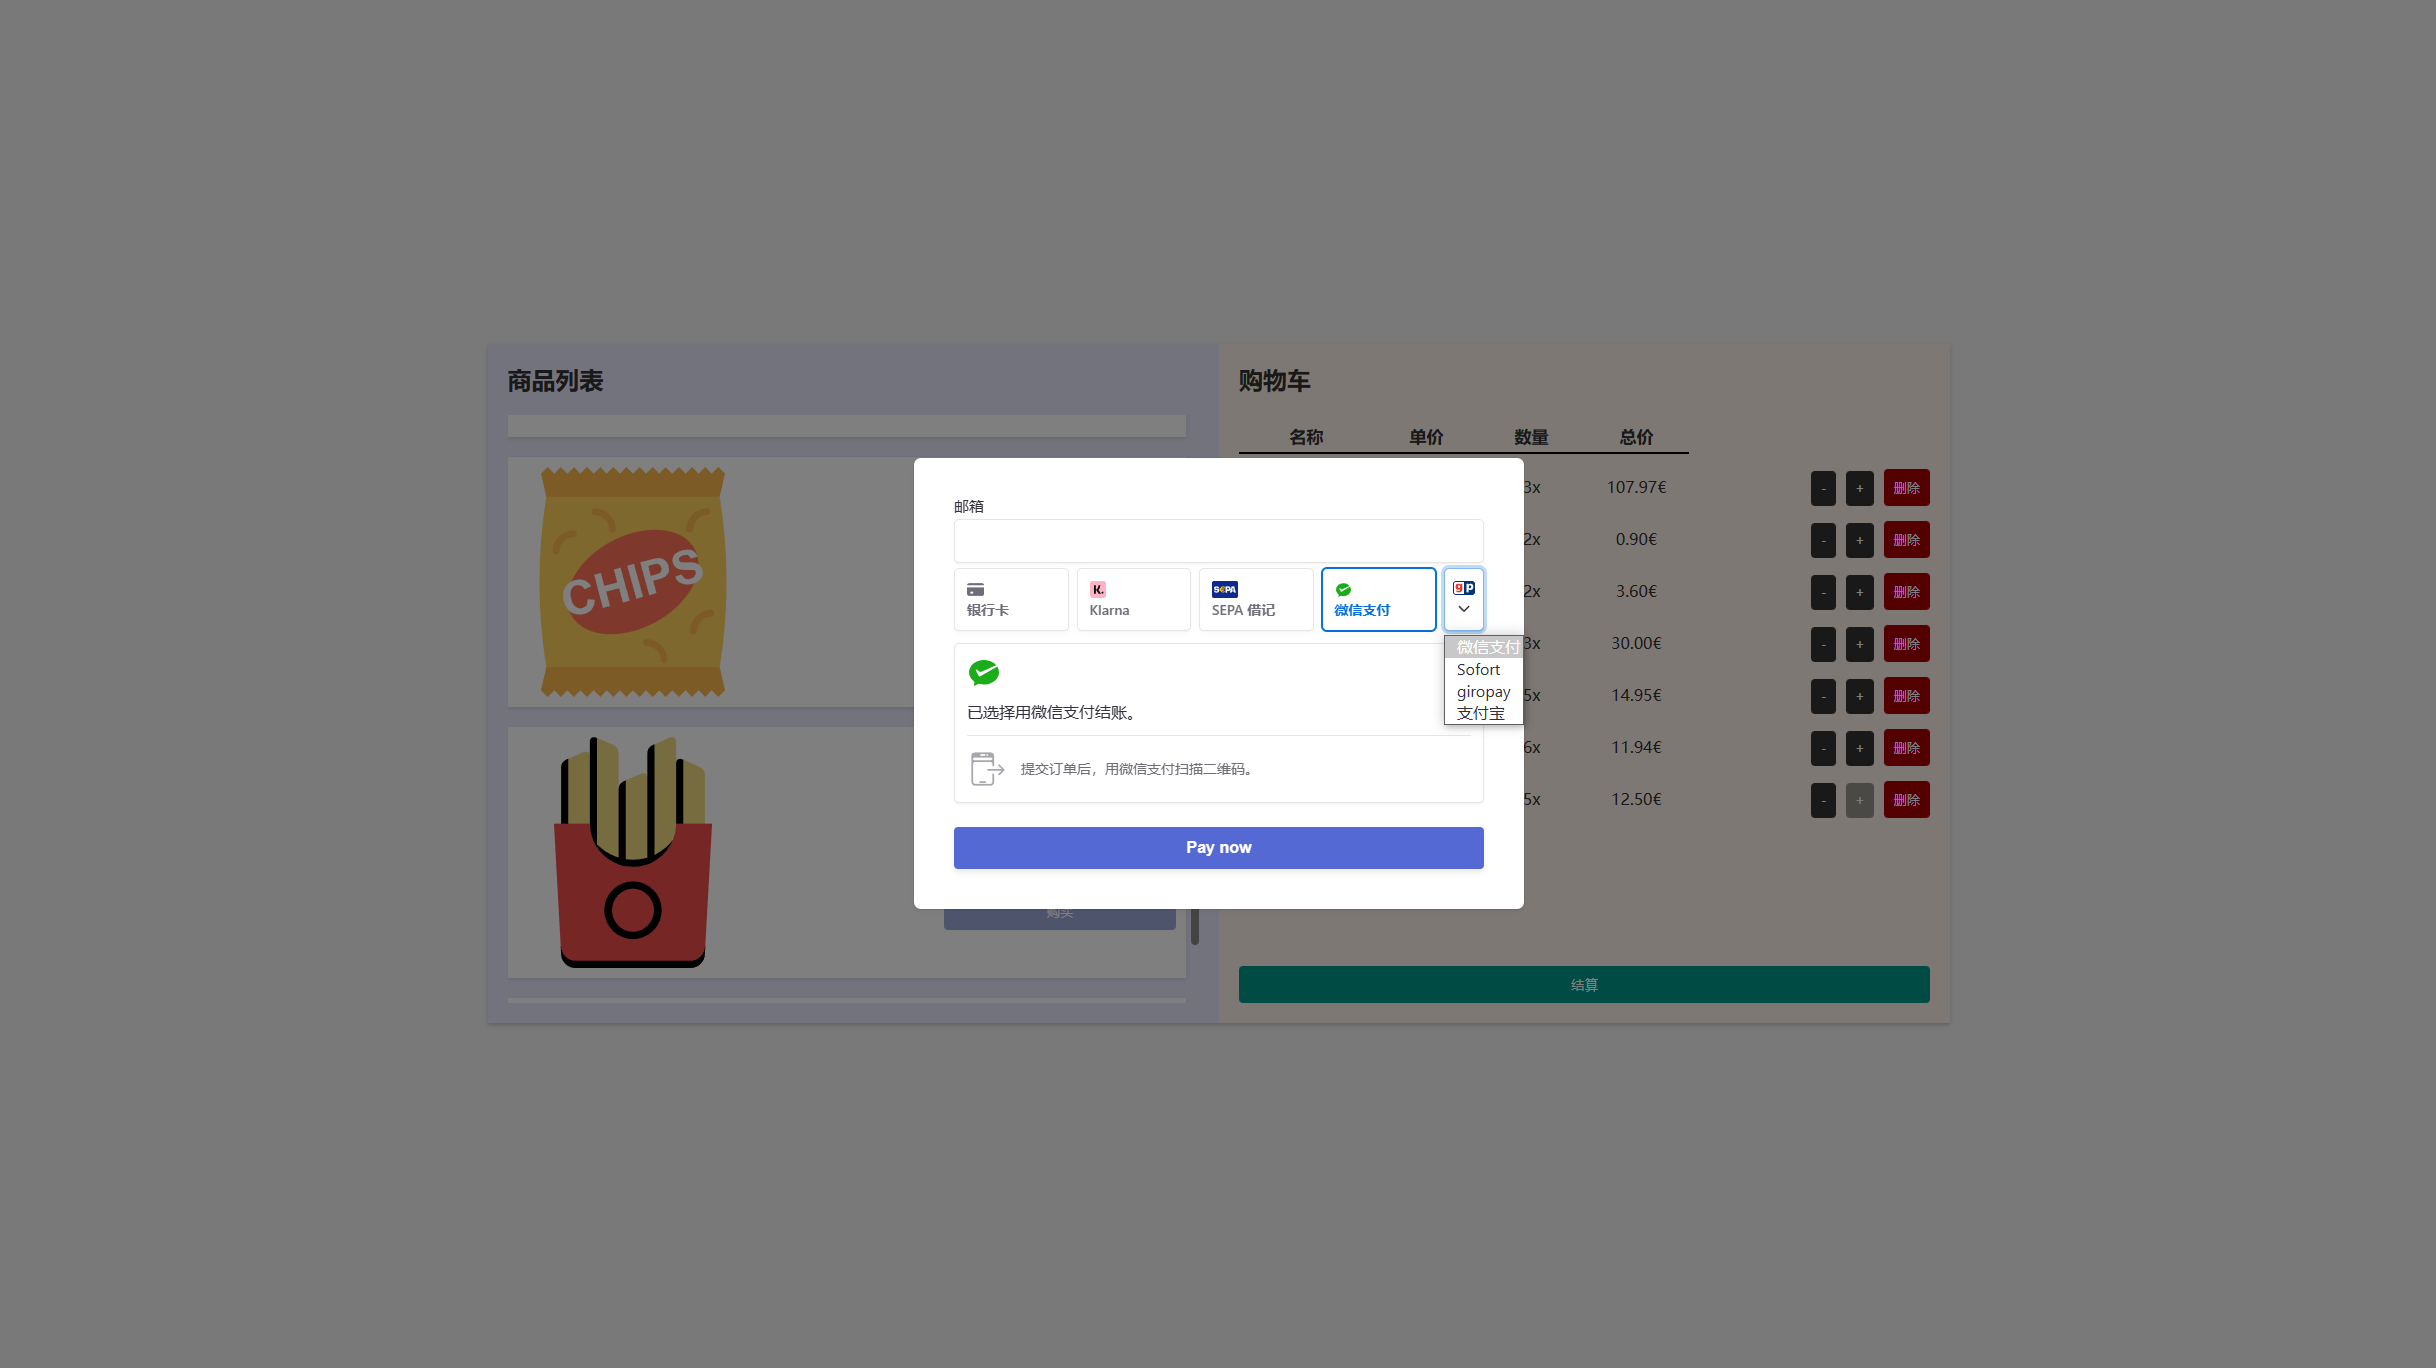 商品列表
CHIPS
购买
购物车
名称 单价 数量 总价
3x 107.97€ - + 删除
2x 0.90€ - + 删除
2x 3.60€ - + 删除
3x 30.00€ - + 删除
5x 14.95€ - + 删除
6x 11.94€ - + 删除
5x 12.50€ - + 删除
结算
邮箱
银行卡
K.
Klarna
S€PA
SEPA 借记
微信支付
gp
微信支付
Sofort
giropay
支付宝
已选择用微信支付结账。
提交订单后，用微信支付扫描二维码。
Pay now